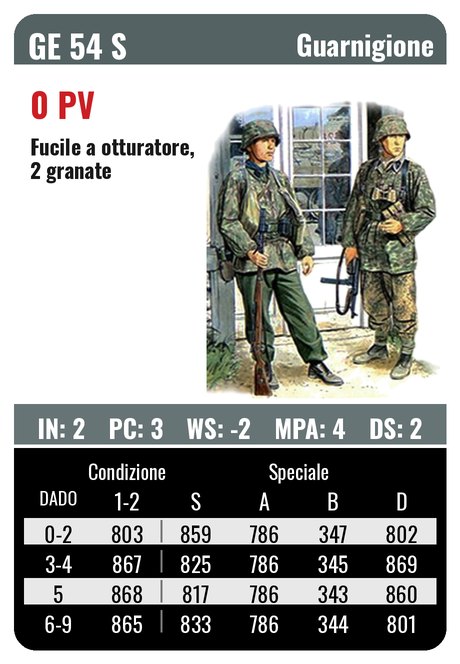 GE 54 S Guarnigione
0 PV
Fucile a otturatore,
2 granate
IN: 2 PC: 3 WS: -2 MPA: 4 DS: 2
Condizione Speciale
DADO 1-2 S A B D
0-2 803 859 786 347 802
3-4 867 825 786 345 869
5 868 817 786 343 860
6-9 865 833 786 344 801